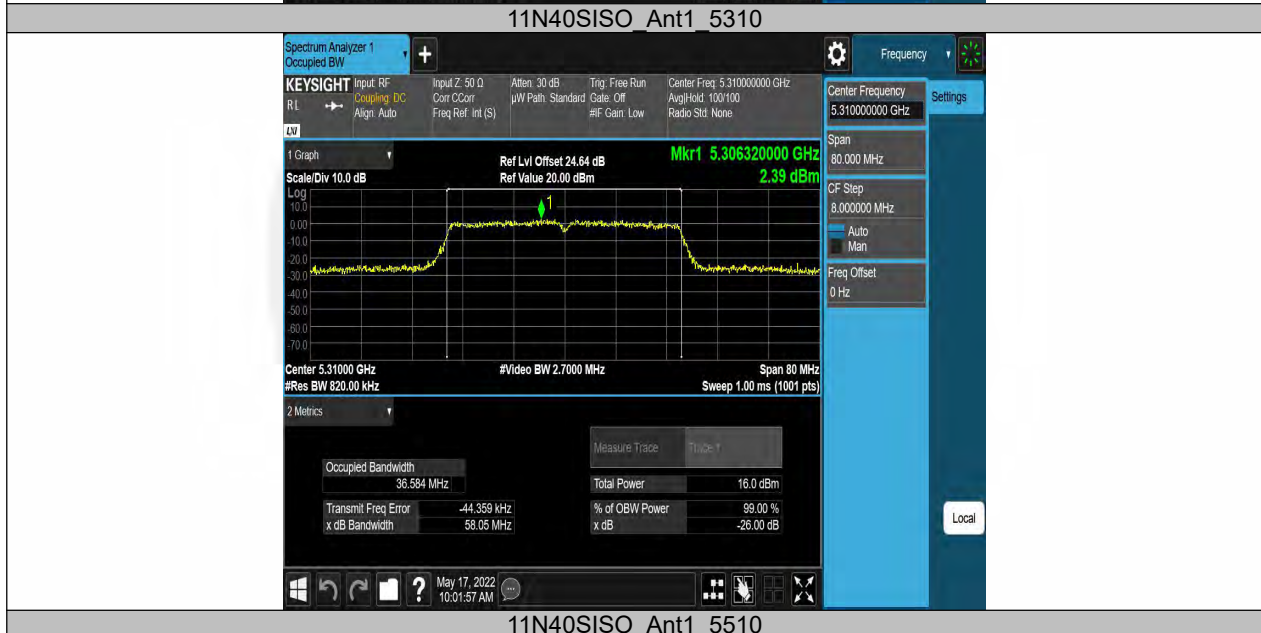 11N40SISO_Ant1_5310
Spectrum Analyzer 1
Occupied BW
+
Frequency
KEYSIGHT
RL
LXI
Input: RF
Coupling: DC
Align: Auto
Input Z: 50 Ω
Corr CCorr
Freq Ref: Int (S)
Atten: 30 dB
µW Path: Standard
Trig: Free Run
Gate: Off
#IF Gain: Low
Center Freq: 5.310000000 GHz
Avg|Hold: 100/100
Radio Std: None
Center Frequency
5.310000000 GHz
Settings
Span
80.000 MHz
CF Step
8.000000 MHz
Auto
Man
Freq Offset
0 Hz
Local
1 Graph
Scale/Div 10.0 dB
Ref Lvl Offset 24.64 dB
Ref Value 20.00 dBm
Mkr1 5.306320000 GHz
2.39 dBm
Log
10.0
0.00
-10.0
-20.0
-30.0
-40.0
-50.0
-60.0
-70.0
1
Center 5.31000 GHz
#Res BW 820.00 kHz
#Video BW 2.7000 MHz
Span 80 MHz
Sweep 1.00 ms (1001 pts)
2 Metrics
Measure Trace
Occupied Bandwidth
36.584 MHz
Total Power 16.0 dBm
Transmit Freq Error -44.359 kHz
% of OBW Power 99.00 %
x dB Bandwidth 58.05 MHz
x dB -26.00 dB
?
May 17, 2022
10:01:57 AM
11N40SISO_Ant1_5510